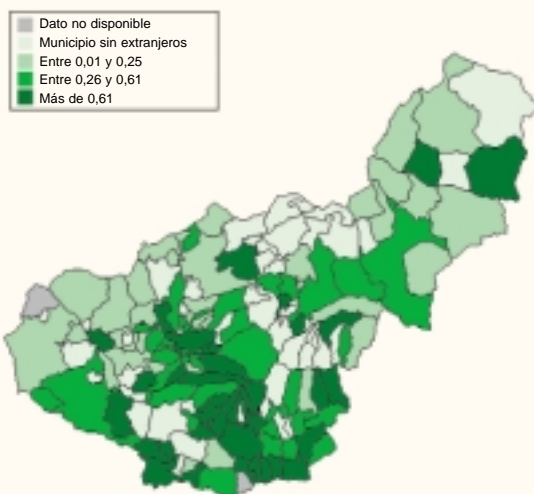 Dato no disponible
Municipio sin extranjeros
Entre 0,01 y 0,25
Entre 0,26 y 0,61
Más de 0,61